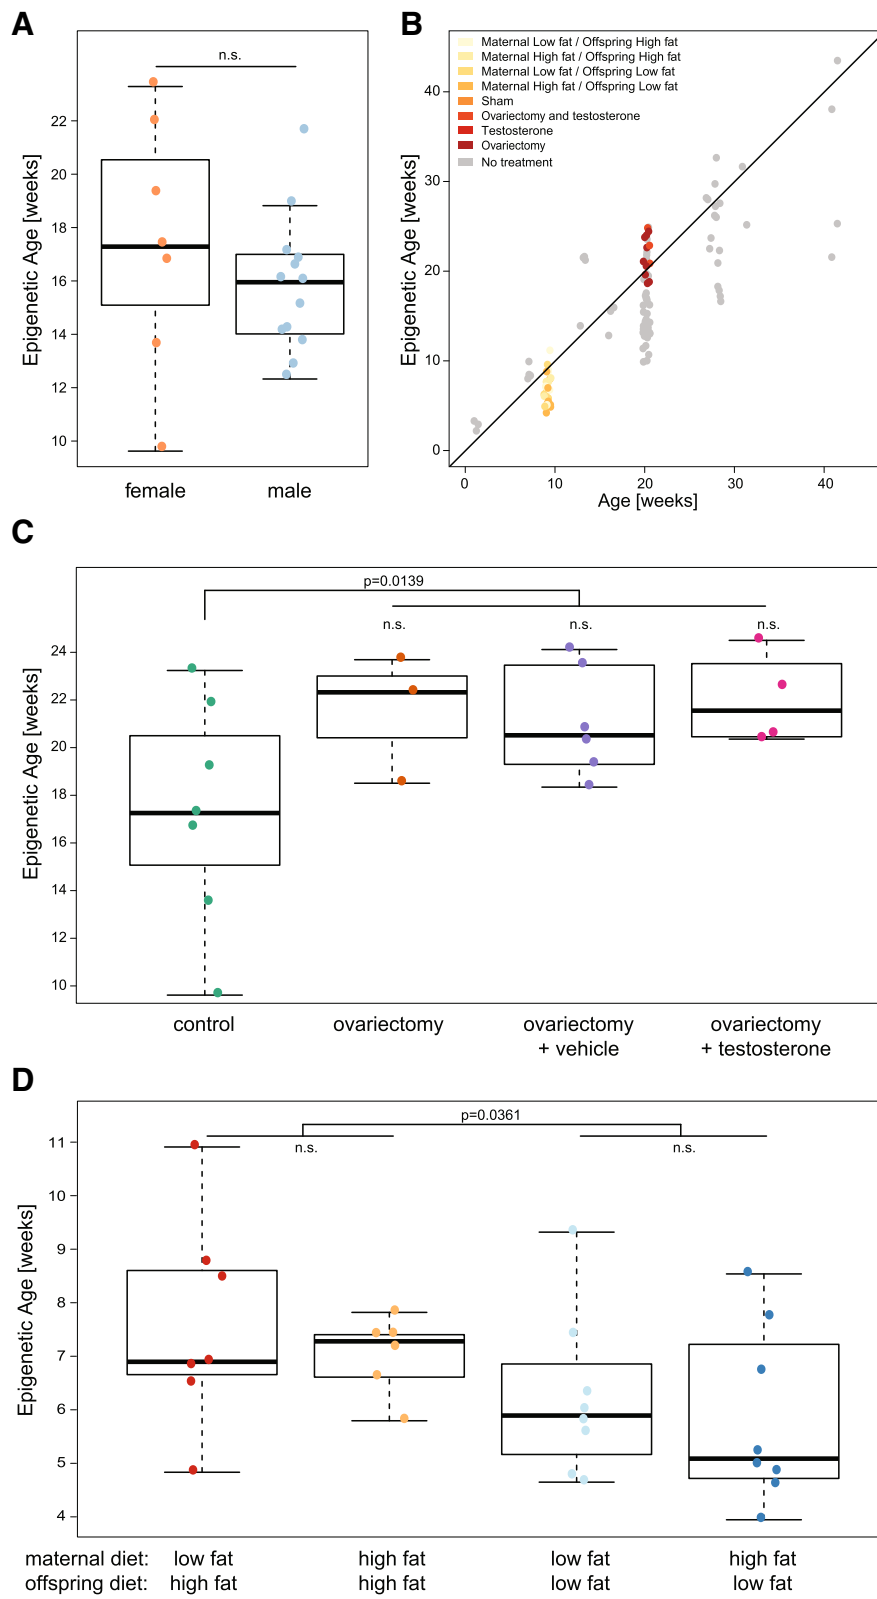 A
n.s.
Epigenetic Age [weeks]
22
20
18
16
14
12
10
female
male
B
Maternal Low fat / Offspring High fat
Maternal High fat / Offspring High fat
Maternal Low fat / Offspring Low fat
Maternal High fat / Offspring Low fat
Sham
Ovariectomy and testosterone
Testosterone
Ovariectomy
No treatment
Epigenetic Age [weeks]
40
30
20
10
0
0
10
20
30
40
Age [weeks]
C
p=0.0139
n.s.
n.s.
n.s.
Epigenetic Age [weeks]
24
22
20
18
16
14
12
10
control
ovariectomy
ovariectomy
+ vehicle
ovariectomy
+ testosterone
D
p=0.0361
n.s.
n.s.
Epigenetic Age [weeks]
11
10
9
8
7
6
5
4
maternal diet: low fat high fat low fat high fat
offspring diet: high fat high fat low fat low fat